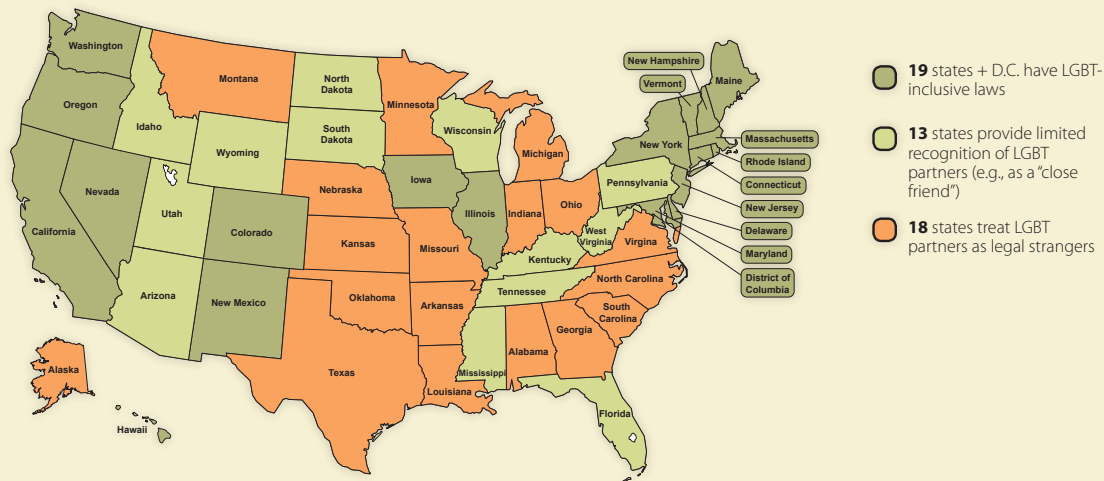 Washington
Oregon
California
Nevada
Idaho
Montana
Wyoming
Utah
Arizona
Colorado
New Mexico
North
Dakota
South
Dakota
Nebraska
Kansas
Oklahoma
Texas
Minnesota
Iowa
Missouri
Arkansas
Louisiana
Wisconsin
Illinois
Michigan
Indiana
Ohio
Kentucky
Tennessee
Mississippi
Alabama
Georgia
Florida
South
Carolina
North Carolina
Virgina
West
Virginia
Pennsylvania
New York
Maine
New Hampshire
Vermont
Massachusetts
Rhode Island
Connecticut
New Jersey
Delaware
Maryland
District of
Columbia
Alaska
Hawaii
19 states + D.C. have LGBT-
inclusive laws
13 states provide limited
recognition of LGBT
partners (e.g., as a “close
friend”)
18 states treat LGBT
partners as legal strangers